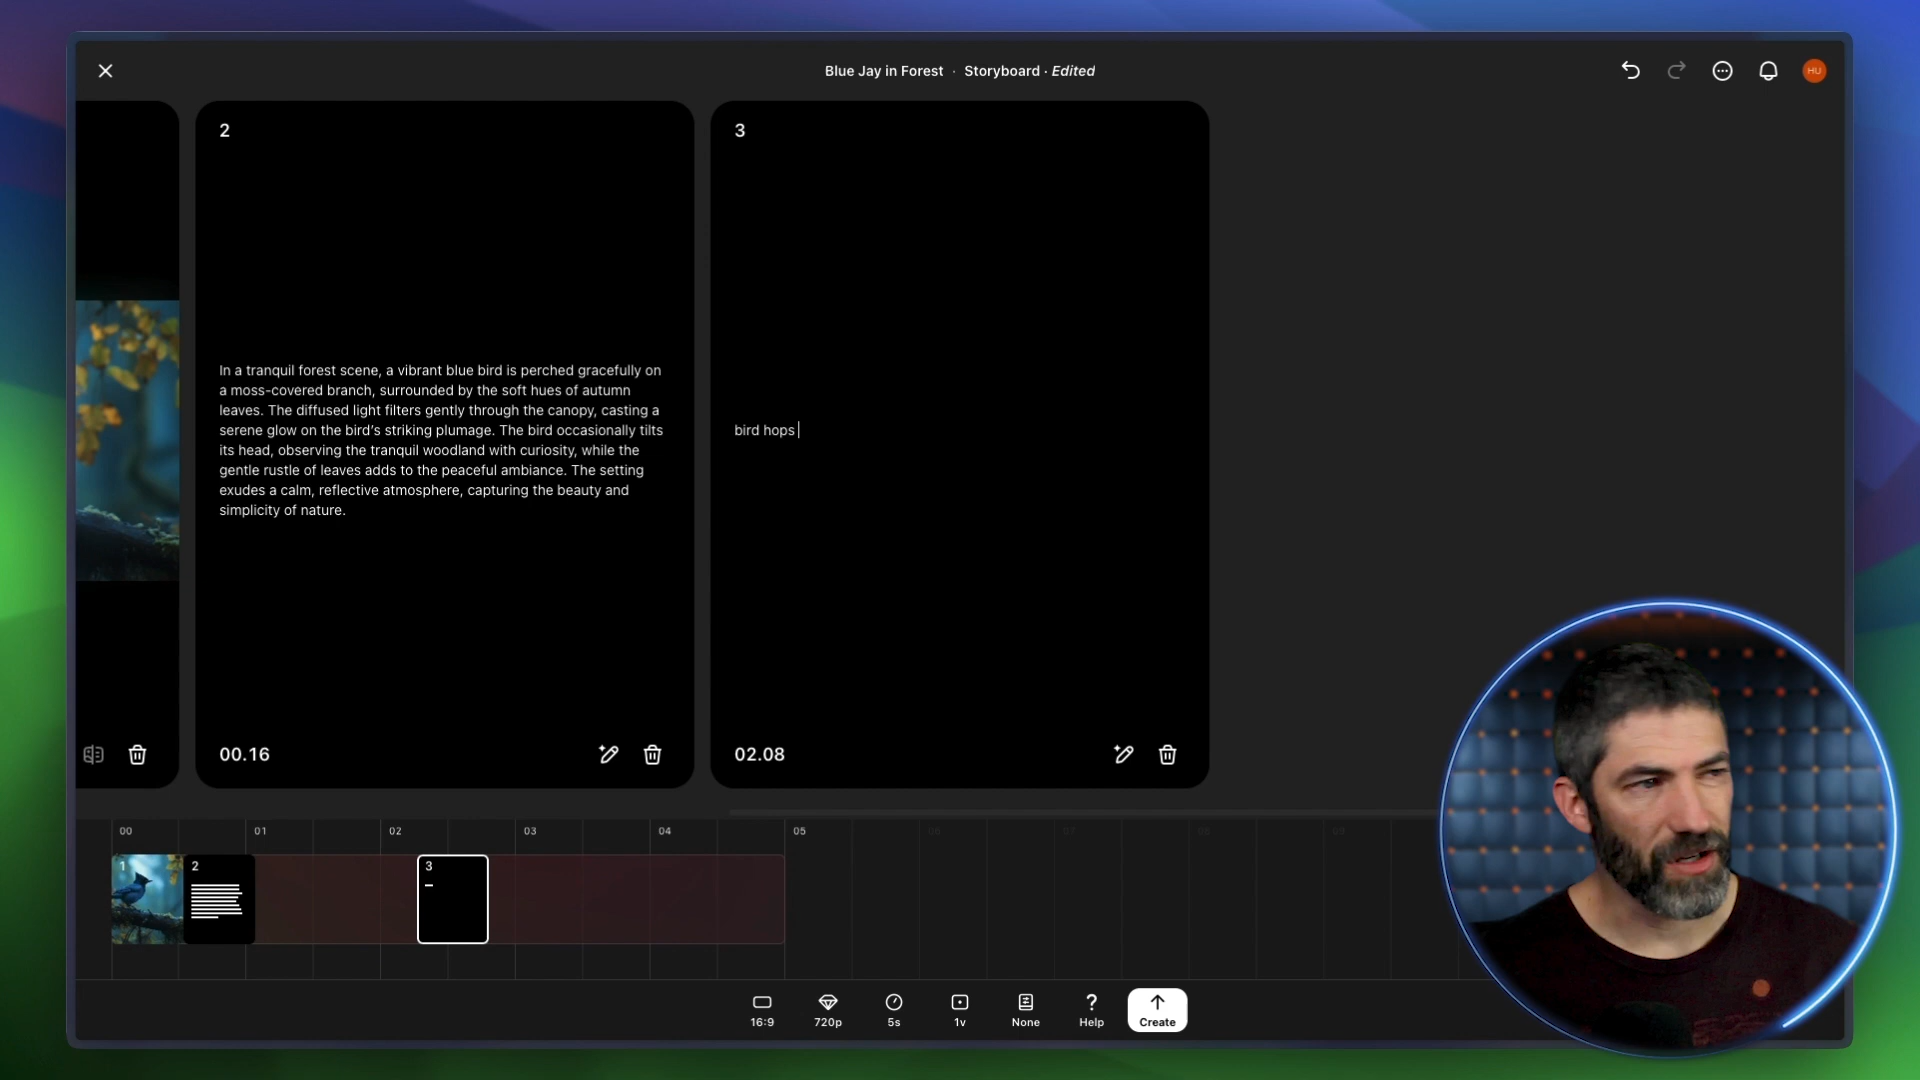 Blue Jay in Forest · Storyboard · Edited
HU
2
3
In a tranquil forest scene, a vibrant blue bird is perched gracefully on
a moss-covered branch, surrounded by the soft hues of autumn
leaves. The diffused light filters gently through the canopy, casting a
serene glow on the bird's striking plumage. The bird occasionally tilts
its head, observing the tranquil woodland with curiosity, while the
gentle rustle of leaves adds to the peaceful ambiance. The setting
exudes a calm, reflective atmosphere, capturing the beauty and
simplicity of nature.
bird hops
00.16
02.08
00 01 02 03 04 05 06 07 08 09
1 2 3
16:9 720p 5s 1v None Help Create